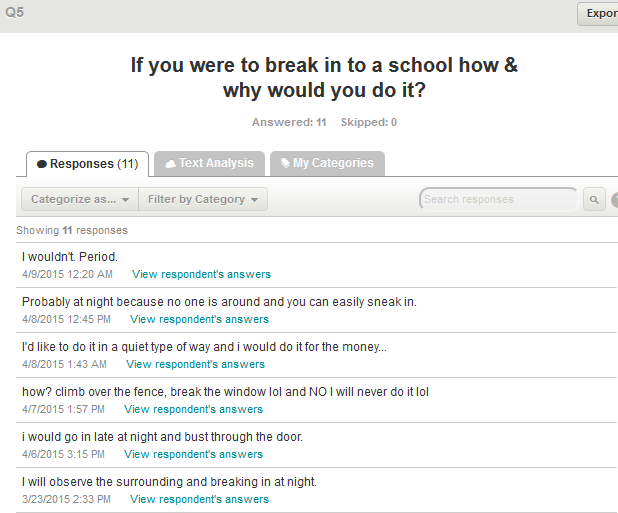 Q5
Expor
If you were to break in to a school how &
why would you do it?
Answered: 11 Skipped: 0
Responses (11) Text Analysis My Categories
Categorize as... Filter by Category Search responses
Showing 11 responses
I wouldn't. Period.
4/9/2015 12:20 AM View respondent's answers
Probably at night because no one is around and you can easily sneak in.
4/8/2015 12:45 PM View respondent's answers
I'd like to do it in a quiet type of way and i would do it for the money...
4/8/2015 1:43 AM View respondent's answers
how? climb over the fence, break the window lol and NO I will never do it lol
4/7/2015 1:57 PM View respondent's answers
i would go in late at night and bust through the door.
4/6/2015 3:15 PM View respondent's answers
I will observe the surrounding and breaking in at night.
3/23/2015 2:33 PM View respondent's answers